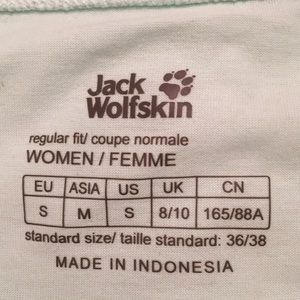 Jack
Wolfskin
regular fit/ coupe normale
WOMEN / FEMME
EU ASIA US UK CN
S M S 8/10 165/88A
standard size/ taille standard: 36/38
MADE IN INDONESIA